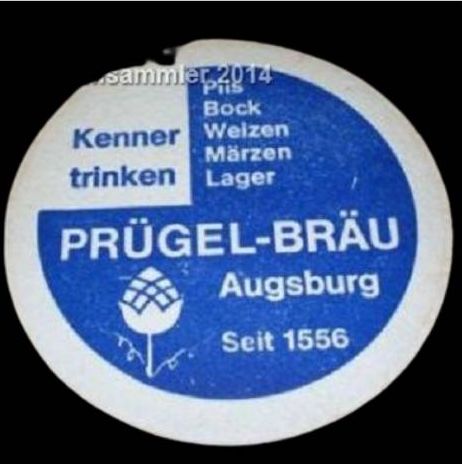 sammler 2014
Kenner
trinken
Pils
Bock
Weizen
Märzen
Lager
PRÜGEL-BRÄU
Augsburg
Seit 1556